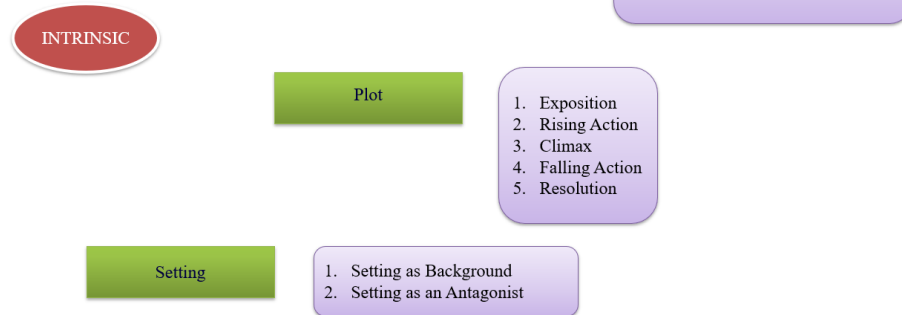 INTRINSIC
Plot
1. Exposition
2. Rising Action
3. Climax
4. Falling Action
5. Resolution
Setting
1. Setting as Background
2. Setting as an Antagonist